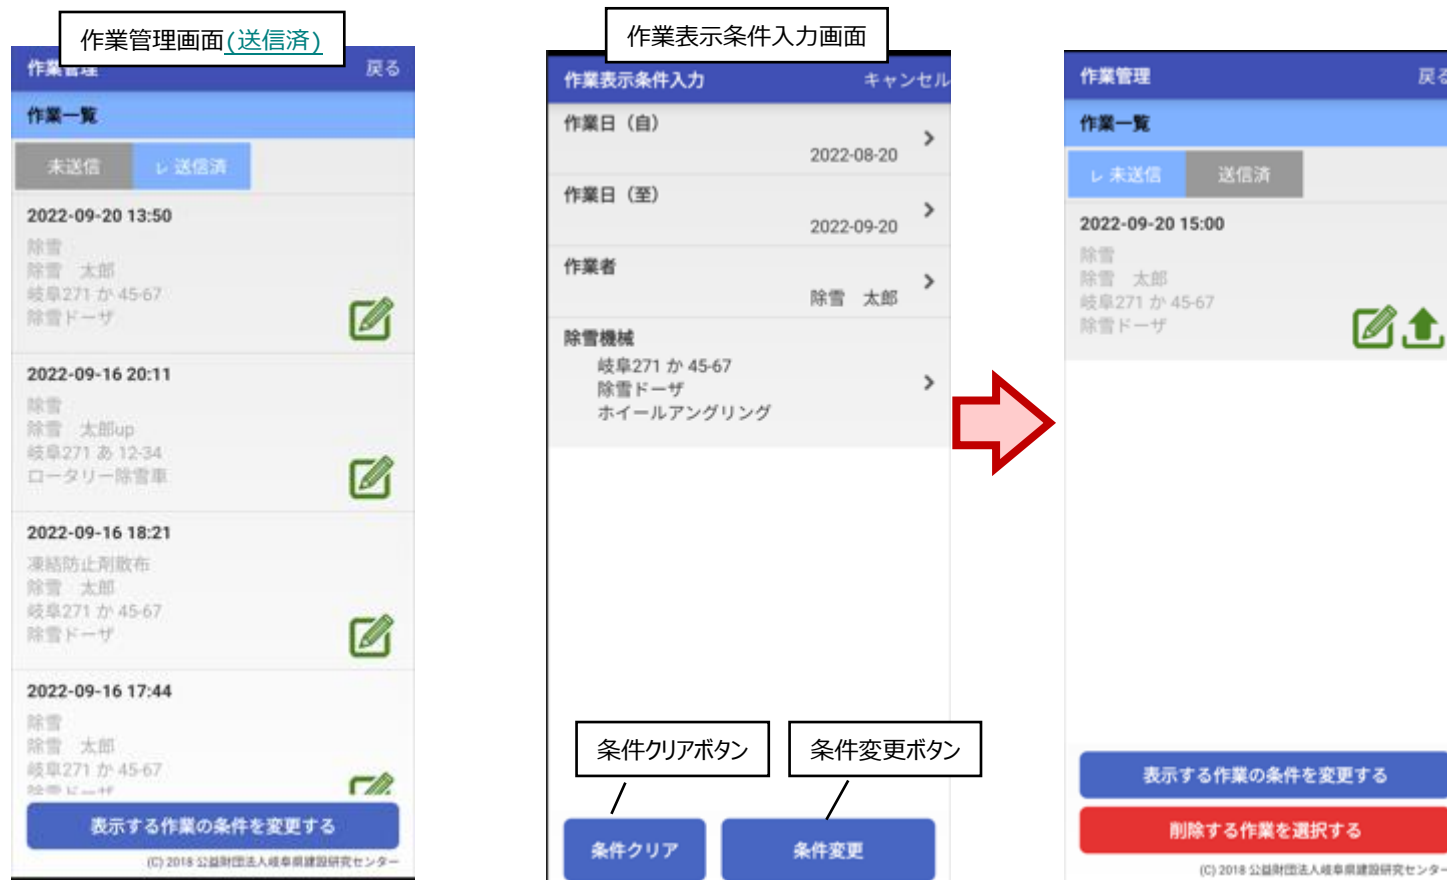 作業管理画面(送信済)
作業管理 戻る
作業一覧
未送信 レ 送信済
2022-09-20 13:50
除雪
除雪 太郎
岐阜271 か 45-67
除雪ドーザ
2022-09-16 20:11
除雪
除雪 太郎up
岐阜271 あ 12-34
ロータリー除雪車
2022-09-16 18:21
凍結防止剤散布
除雪 太郎
岐阜271 か 45-67
除雪ドーザ
2022-09-16 17:44
除雪
除雪 太郎
岐阜271 か 45-67
除雪ドーザ
表示する作業の条件を変更する
(C) 2018 公益財団法人岐阜県建設研究センター
作業表示条件入力画面
作業表示条件入力 キャンセル
作業日（自）
2022-08-20
作業日（至）
2022-09-20
作業者
除雪 太郎
除雪機械
岐阜271 か 45-67
除雪ドーザ
ホイールアングリング
条件クリアボタン 条件変更ボタン
条件クリア 条件変更
作業管理 戻る
作業一覧
レ 未送信 送信済
2022-09-20 15:00
除雪
除雪 太郎
岐阜271 か 45-67
除雪ドーザ
表示する作業の条件を変更する
削除する作業を選択する
(C) 2018 公益財団法人岐阜県建設研究センター